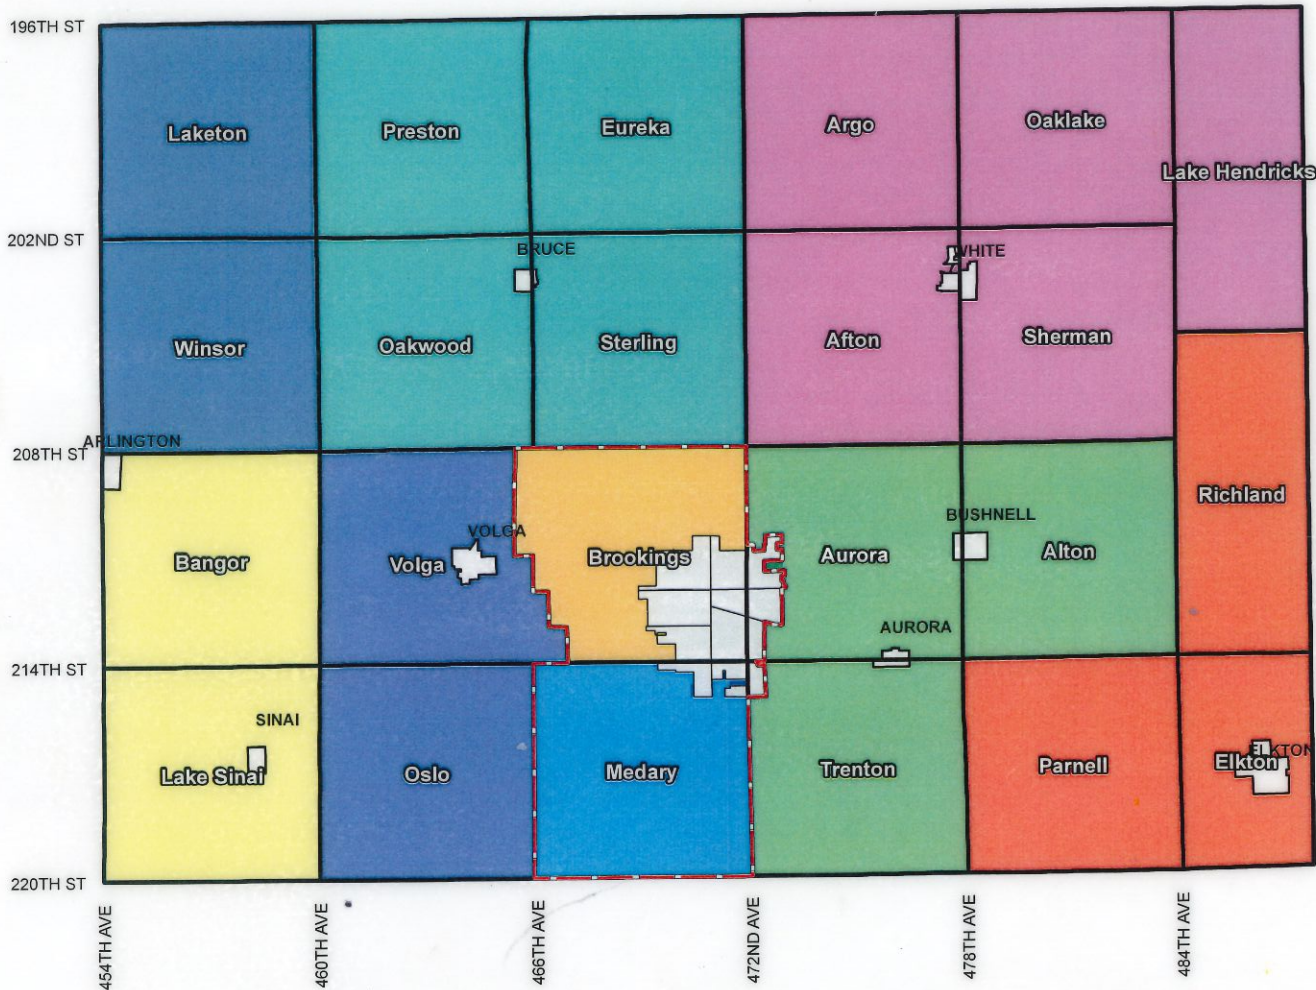 196TH ST
Laketon
Preston
Eureka
Argo
Oaklake
Lake Hendricks
202ND ST
BRUCE
WHITE
Winsor
Oakwood
Sterling
Afton
Sherman
ARLINGTON
208TH ST
Richland
VOLGA
BUSHNELL
Bangor
Volga
Brookings
Aurora
Alton
AURORA
214TH ST
SINAI
ELKTON
Lake Sinai
Oslo
Medary
Trenton
Parnell
Elkton
220TH ST
454TH AVE
460TH AVE
466TH AVE
472ND AVE
478TH AVE
484TH AVE